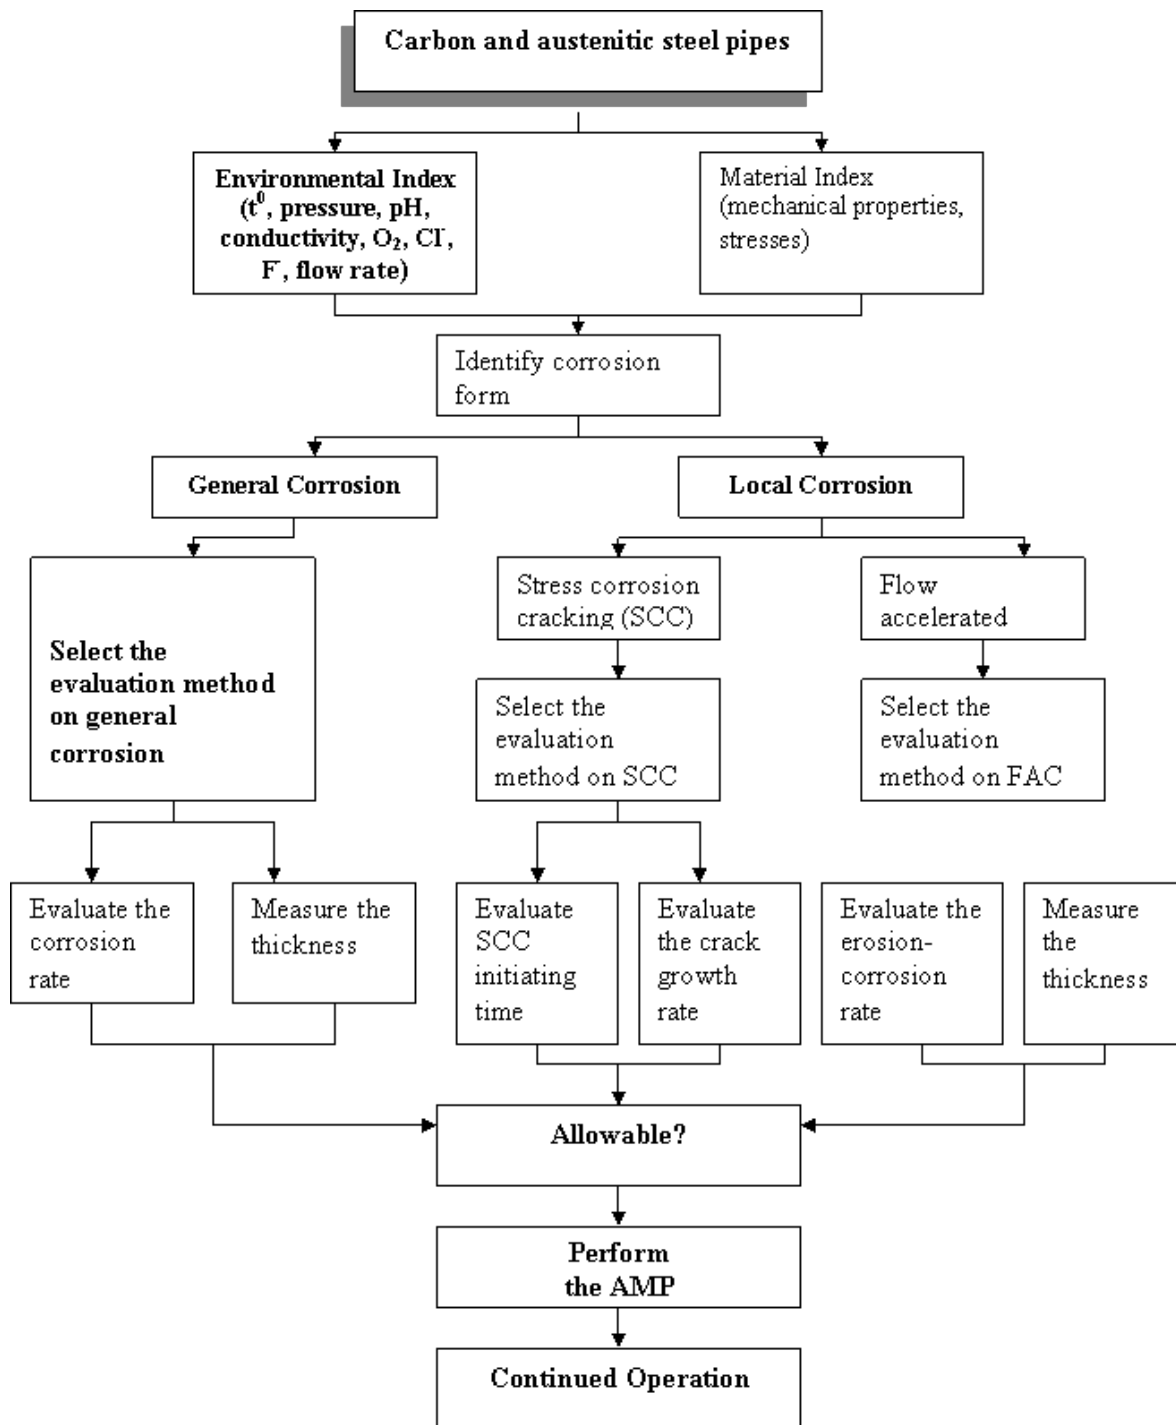 Carbon and austenitic steel pipes
Environmental Index
(t⁰, pressure, pH,
conductivity, O₂, Cl⁻,
F⁻, flow rate)
Material Index
(mechanical properties,
stresses)
Identify corrosion
form
General Corrosion
Local Corrosion
Select the
evaluation method
on general
corrosion
Stress corrosion
cracking (SCC)
Flow
accelerated
Select the
evaluation
method on SCC
Select the
evaluation
method on FAC
Evaluate the
corrosion
rate
Measure the
thickness
Evaluate
SCC
initiating
time
Evaluate
the crack
growth
rate
Evaluate the
erosion-
corrosion
rate
Measure
the
thickness
Allowable?
Perform
the AMP
Continued Operation